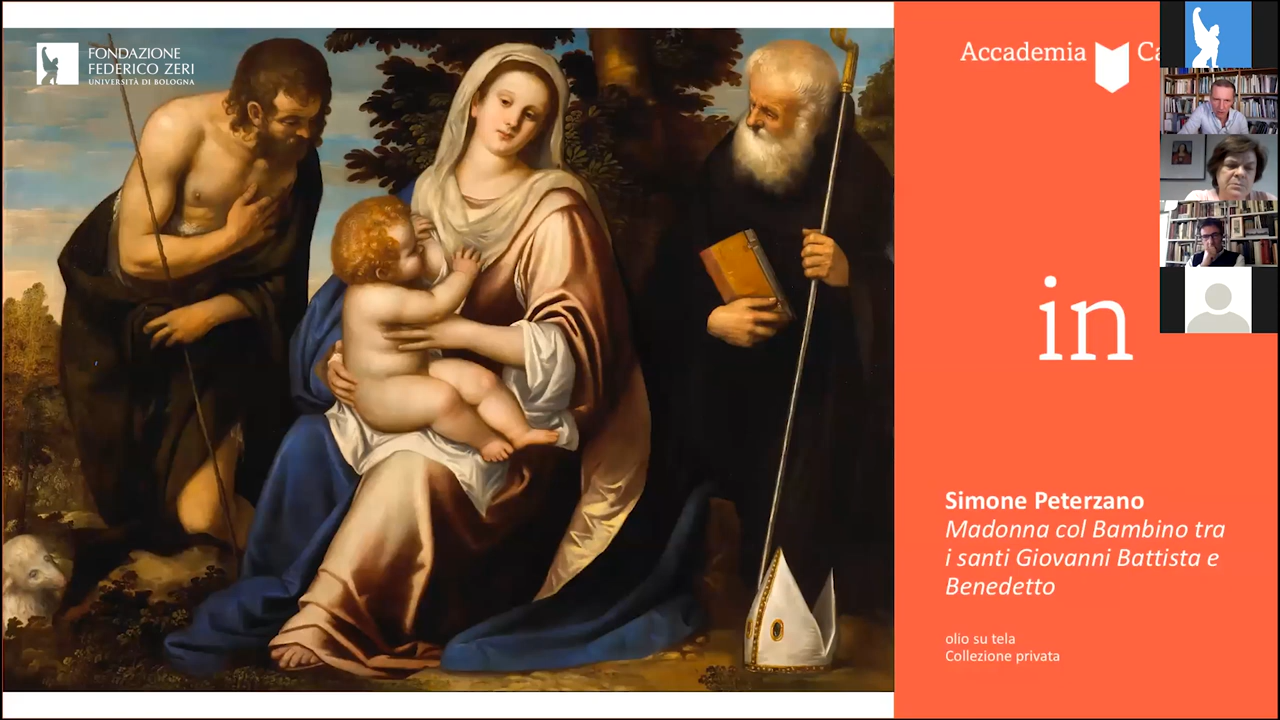 FONDAZIONE
FEDERICO ZERI
UNIVERSITÀ DI BOLOGNA
Accademia Ca
in
Simone Peterzano
Madonna col Bambino tra
i santi Giovanni Battista e
Benedetto
olio su tela
Collezione privata